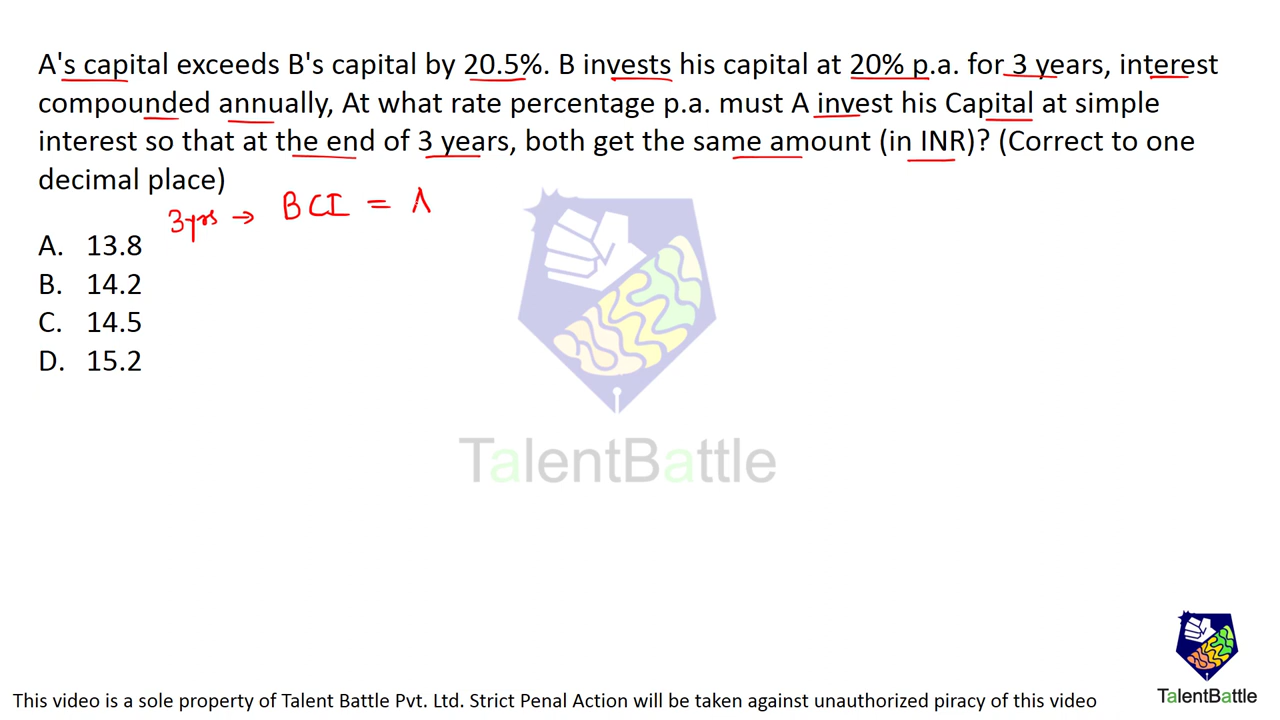 A's capital exceeds B's capital by 20.5%. B invests his capital at 20% p.a. for 3 years, interest
compounded annually, At what rate percentage p.a. must A invest his Capital at simple
interest so that at the end of 3 years, both get the same amount (in INR)? (Correct to one
decimal place)
3yrs → BCI = A
A. 13.8
B. 14.2
C. 14.5
D. 15.2
TalentBattle
TalentBattle
This video is a sole property of Talent Battle Pvt. Ltd. Strict Penal Action will be taken against unauthorized piracy of this video